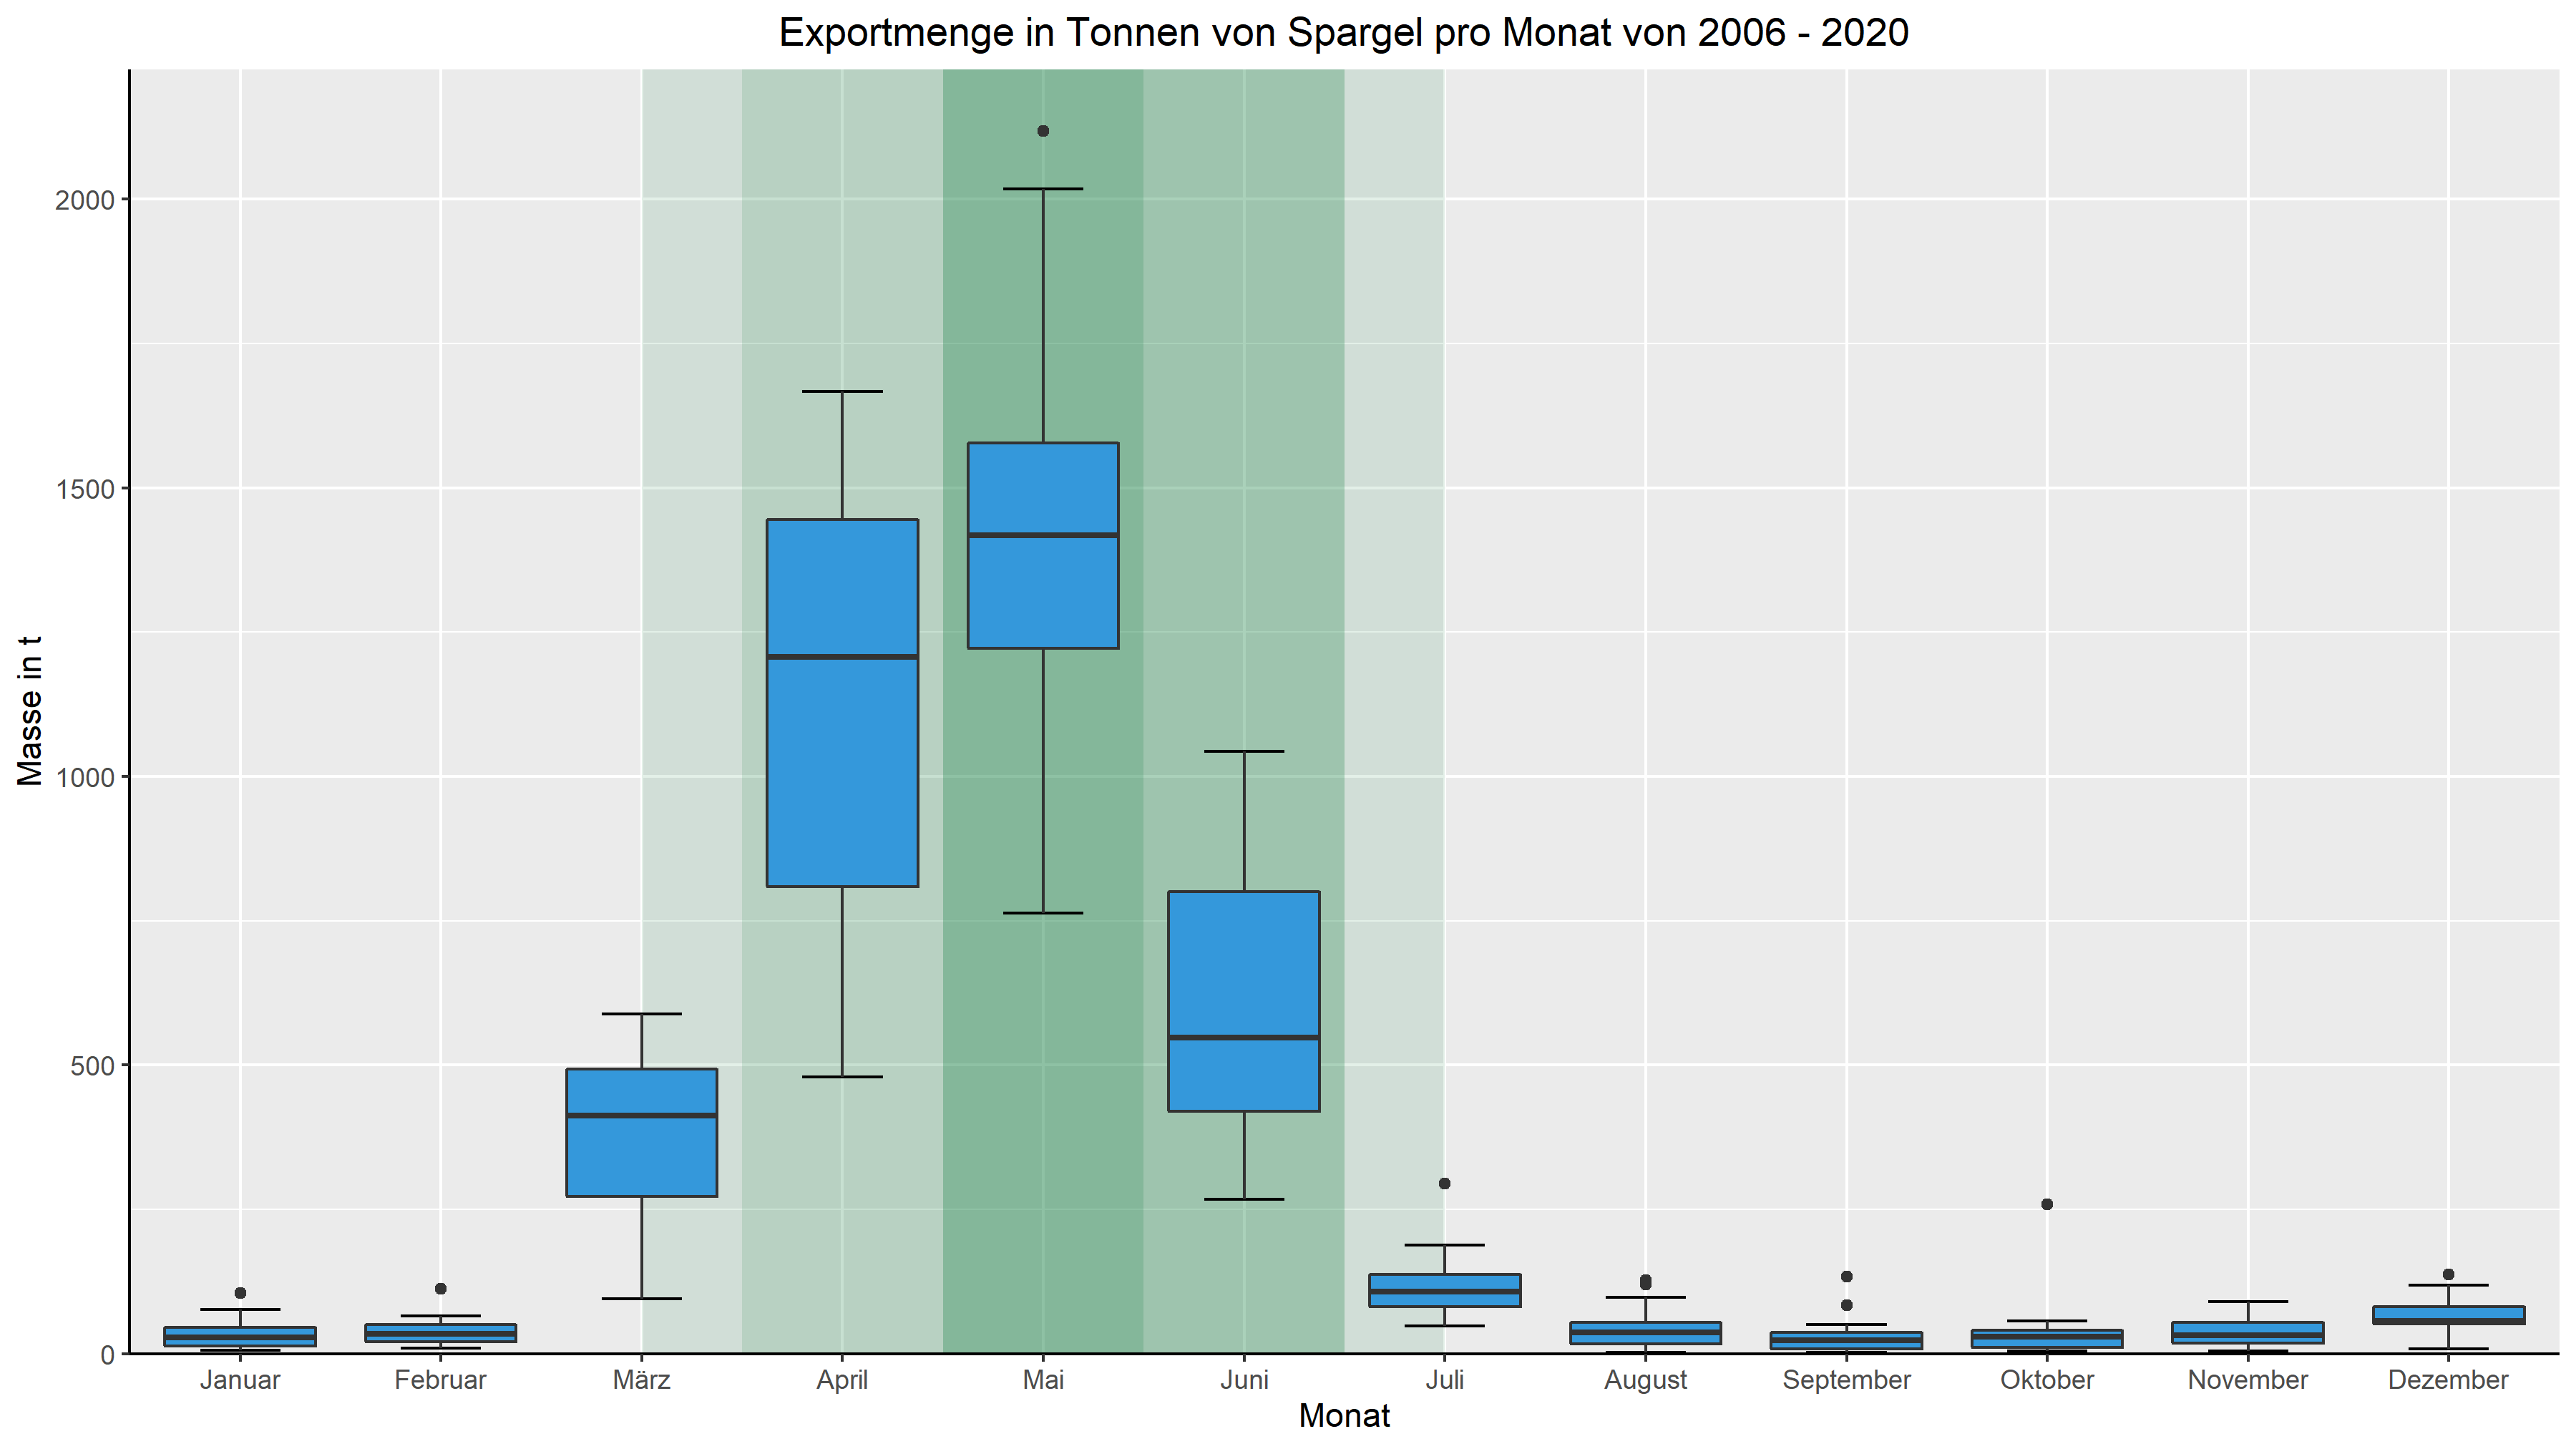 Exportmenge in Tonnen von Spargel pro Monat von 2006 - 2020
Masse in t
2000
1500
1000
500
0
Januar Februar März April Mai Juni Juli August September Oktober November Dezember
Monat